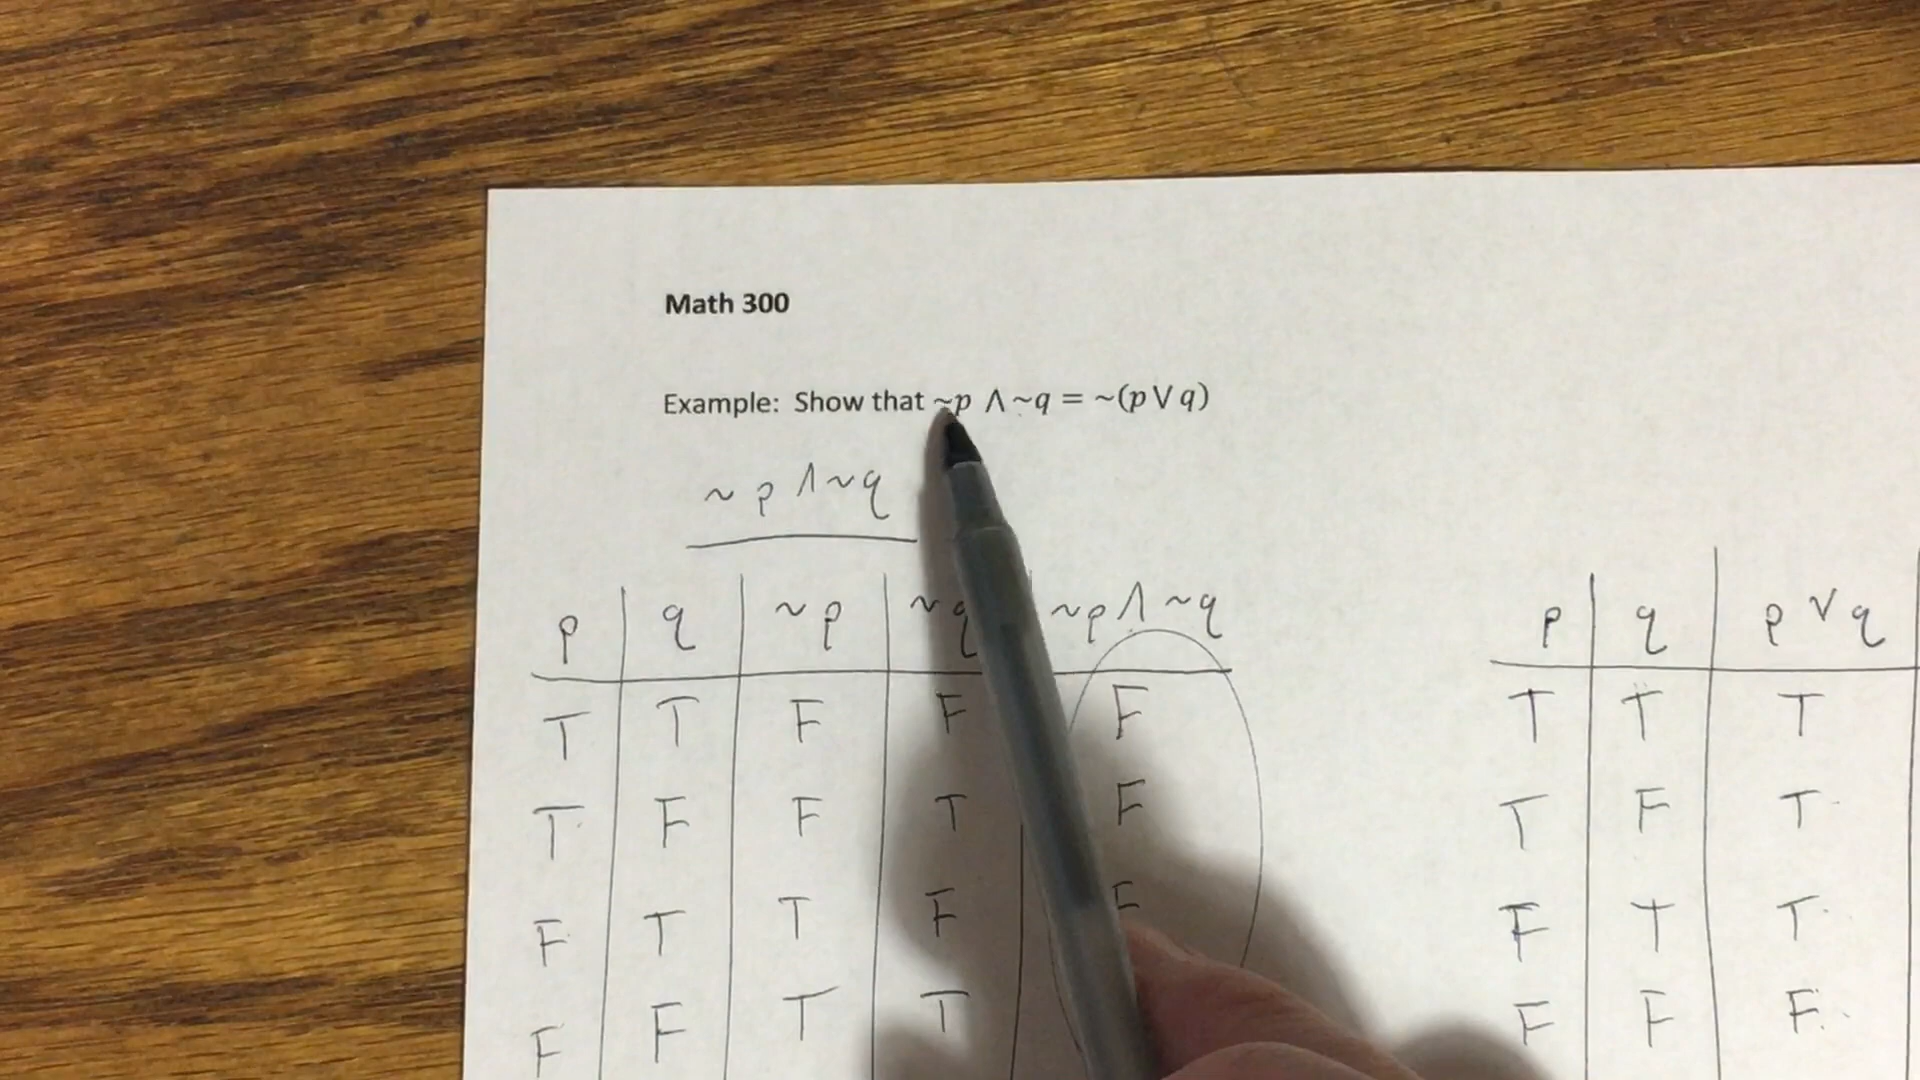 Math 300
Example: Show that ~p ∧ ~q = ~(p ∨ q)
~p ∧ ~q
p q ~p ~q ~p ∧ ~q p q p ∨ q
T T F F F T T T
T F F T F T F T
F T T F F F T T
F F T T F F F